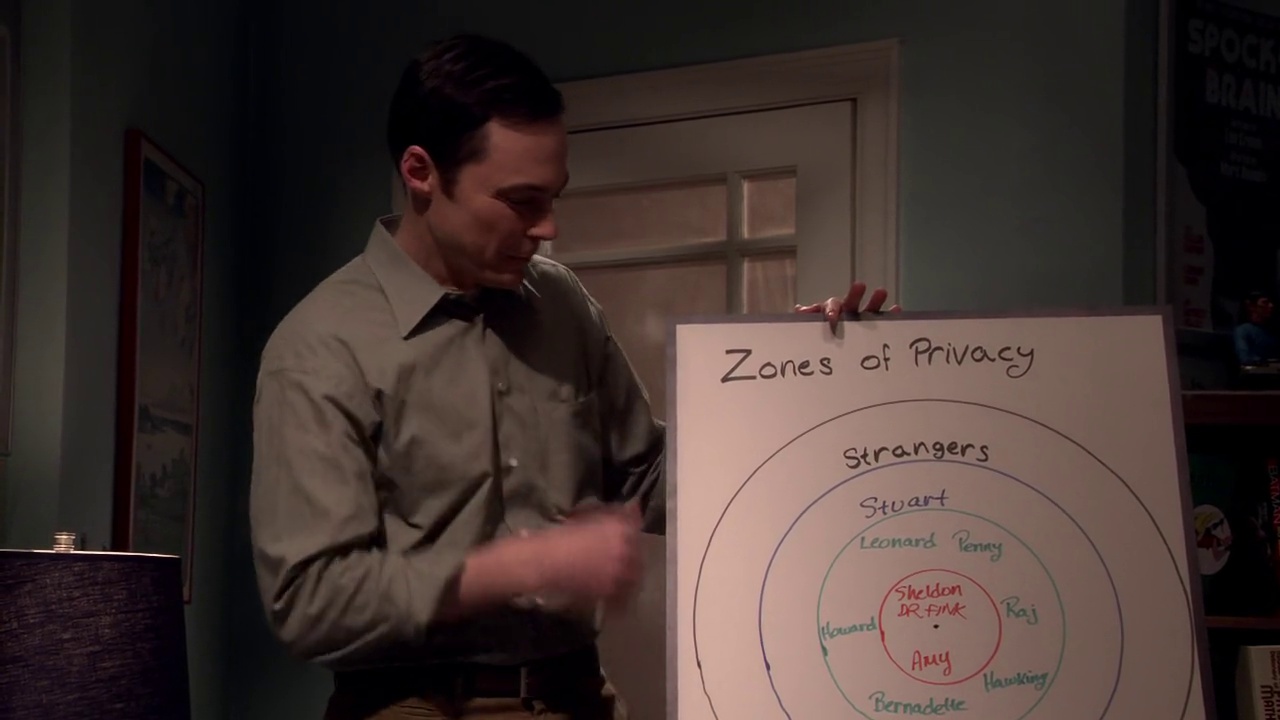 SPOCK
BRAIN
Zones of Privacy
Strangers
Stuart
Leonard Penny
Sheldon
DR. FINK
Howard
Raj
Amy
Hawking
Bernadette